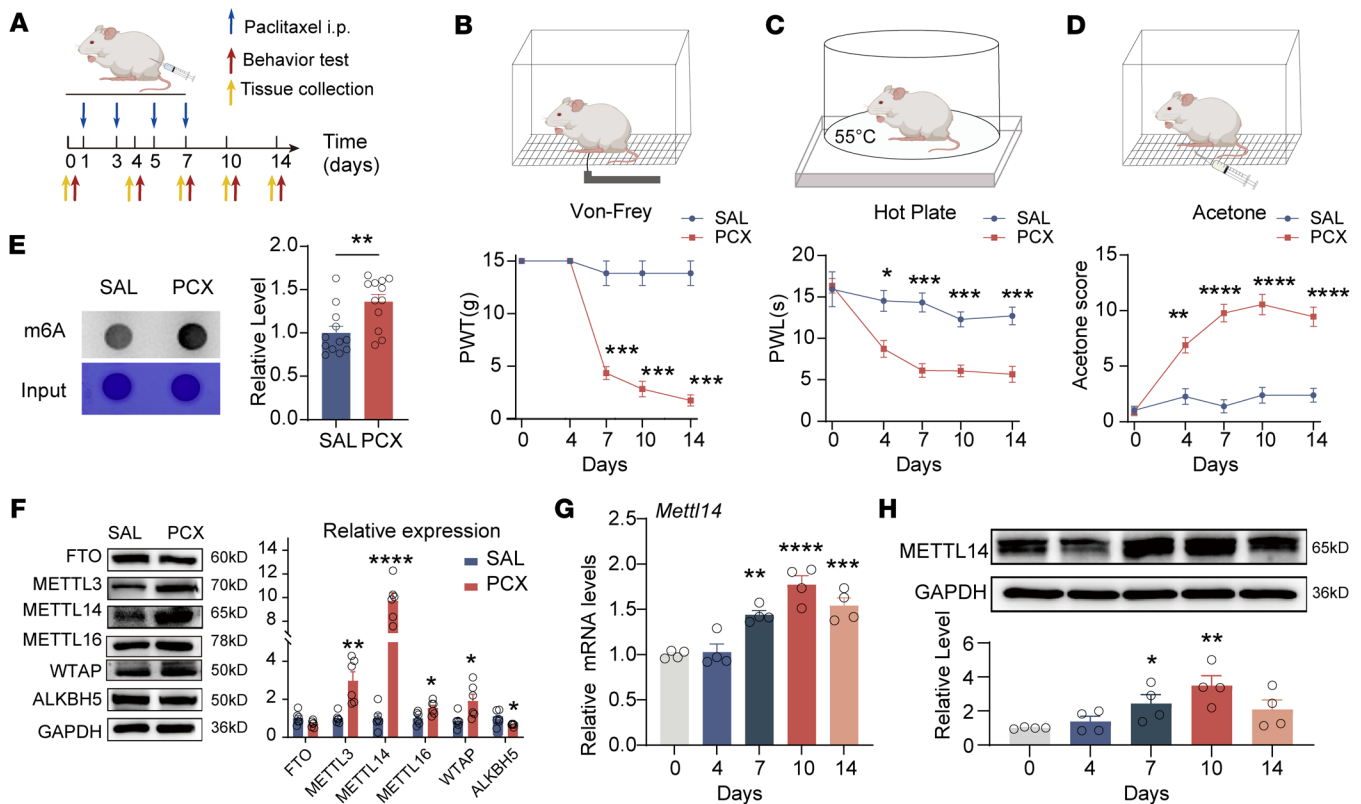 A
Paclitaxel i.p.
Behavior test
Tissue collection
0 1 3 4 5 7 10 14
Time
(days)
B
Von-Frey
SAL
PCX
PWT(g)
15
10
5
0
0 4 7 10 14
*** *** ***
Days
C
55°C
Hot Plate
SAL
PCX
PWL(s)
20
15
10
5
0
0 4 7 10 14
* *** *** ***
Days
D
Acetone
SAL
PCX
Acetone score
15
10
5
0
0 4 7 10 14
** **** **** ****
Days
E
SAL PCX
m6A
Input
Relative Level
2.0
1.5
1.0
0.5
0.0
**
SAL PCX
F
SAL PCX
FTO 60kD
METTL3 70kD
METTL14 65kD
METTL16 78kD
WTAP 50kD
ALKBH5 50kD
GAPDH 36kD
Relative expression
SAL
PCX
14
12
10
8
6
4
2
0
** **** * * *
FTO METTL3 METTL14 METTL16 WTAP ALKBH5
G
Mettl14
Relative mRNA levels
2.5
2.0
1.5
1.0
0.5
0.0
** **** ***
0 4 7 10 14
Days
H
METTL14 65kD
GAPDH 36kD
Relative Level
6
4
2
0
* **
0 4 7 10 14
Days